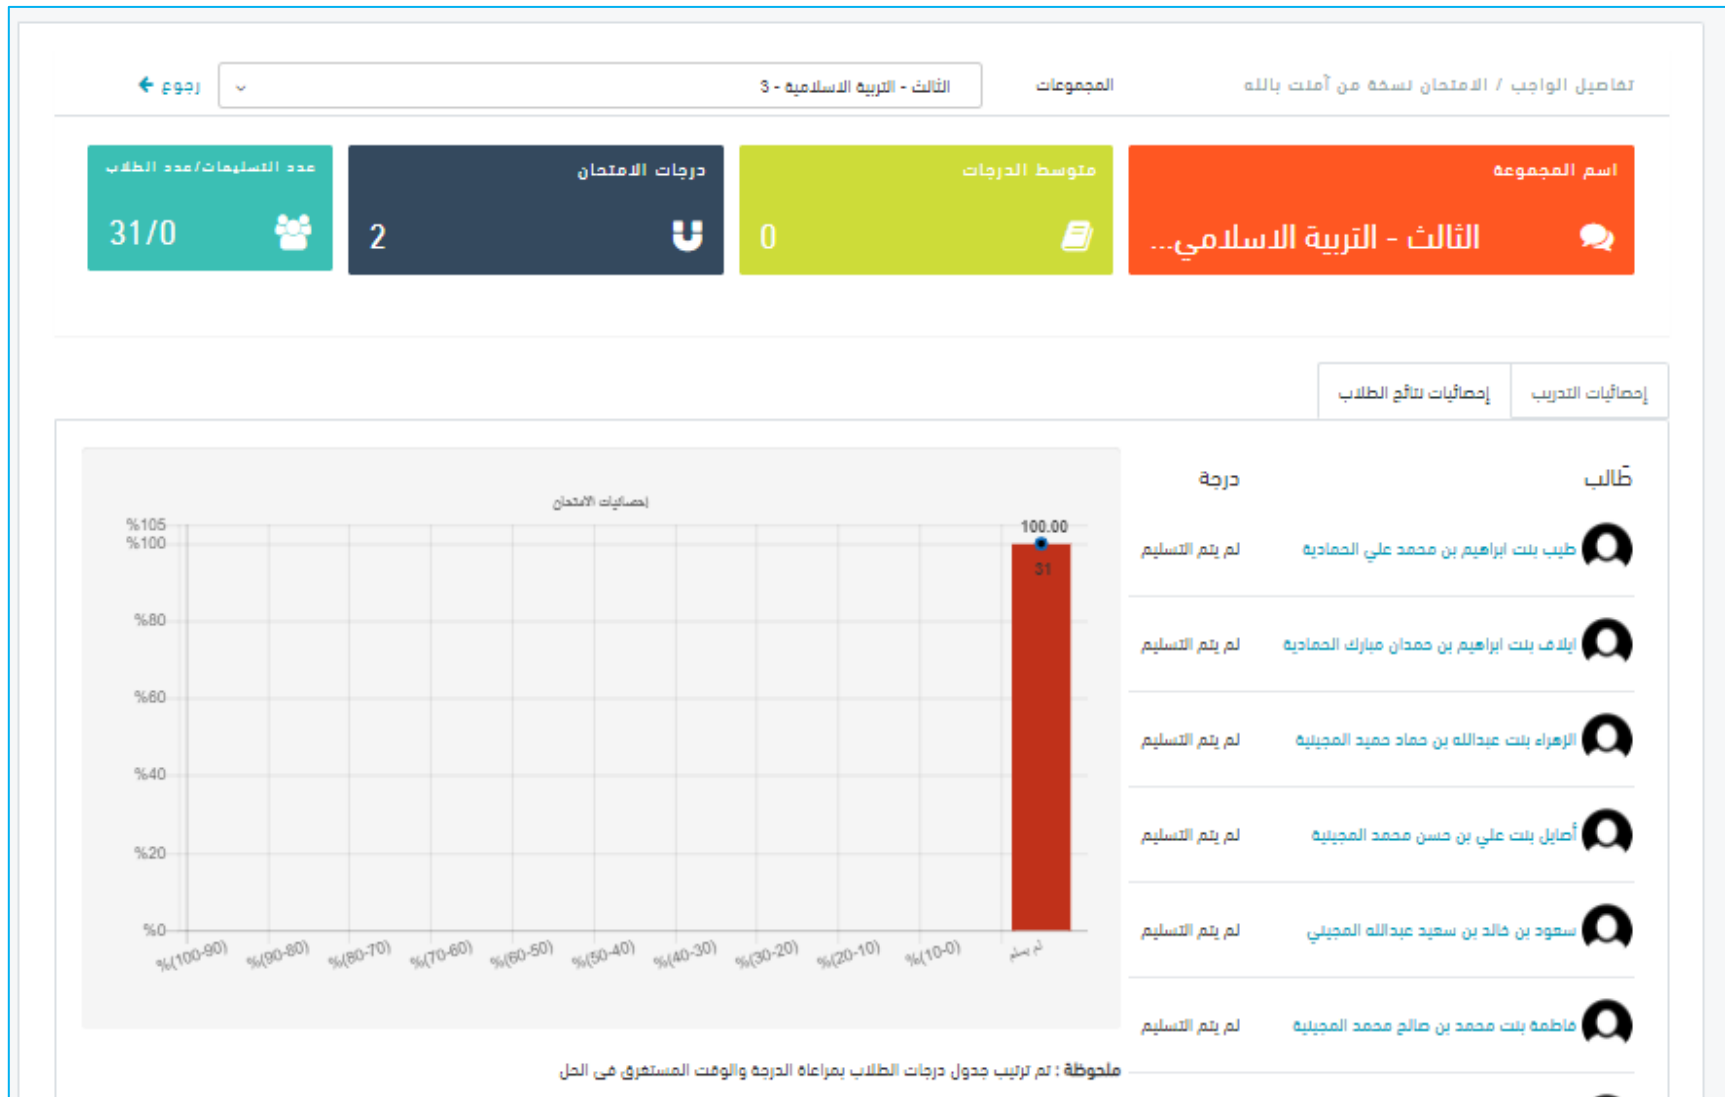 تفاصيل الواجب / الامتحان نسخة من آمنت بالله
المجموعات
الثالث - التربية الاسلامية - 3
رجوع
اسم المجموعة
الثالث - التربية الاسلامي...
متوسط الدرجات
0
درجات الامتحان
2
عدد التسليمات/عدد الطلاب
31/0
إحصائيات التدريب
إحصائيات نتائج الطلاب
طالب
درجة
طيب بنت ابراهيم بن محمد علي الحمادية
لم يتم التسليم
ايلاف بنت ابراهيم بن حمدان مبارك الحمادية
لم يتم التسليم
الزهراء بنت عبدالله بن حماد حميد المجينية
لم يتم التسليم
أصايل بنت علي بن حسن محمد المجينية
لم يتم التسليم
سعود بن خالد بن سعيد عبدالله المجيني
لم يتم التسليم
فاطمة بنت محمد بن صالح محمد المجينية
لم يتم التسليم
إحصائيات الامتحان
%105
%100
%80
%60
%40
%20
%0
100.00
31
لم يسلم
%(10-0)
%(20-10)
%(30-20)
%(40-30)
%(50-40)
%(60-50)
%(70-60)
%(80-70)
%(90-80)
%(100-90)
ملحوظة : تم ترتيب جدول درجات الطلاب بمراعاة الدرجة والوقت المستغرق فى الحل